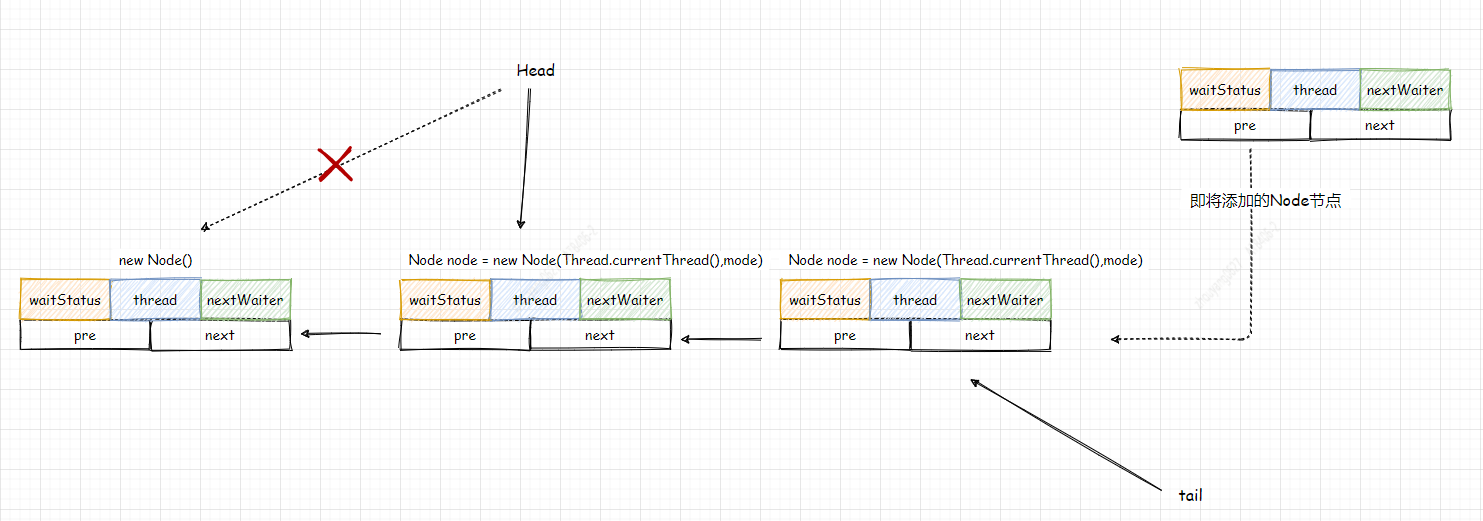 Head
waitStatus thread nextWaiter
pre next
即将添加的Node节点
new Node()
Node node = new Node(Thread.currentThread(),mode)
Node node = new Node(Thread.currentThread(),mode)
waitStatus thread nextWaiter
waitStatus thread nextWaiter
waitStatus thread nextWaiter
pre next
pre next
pre next
tail